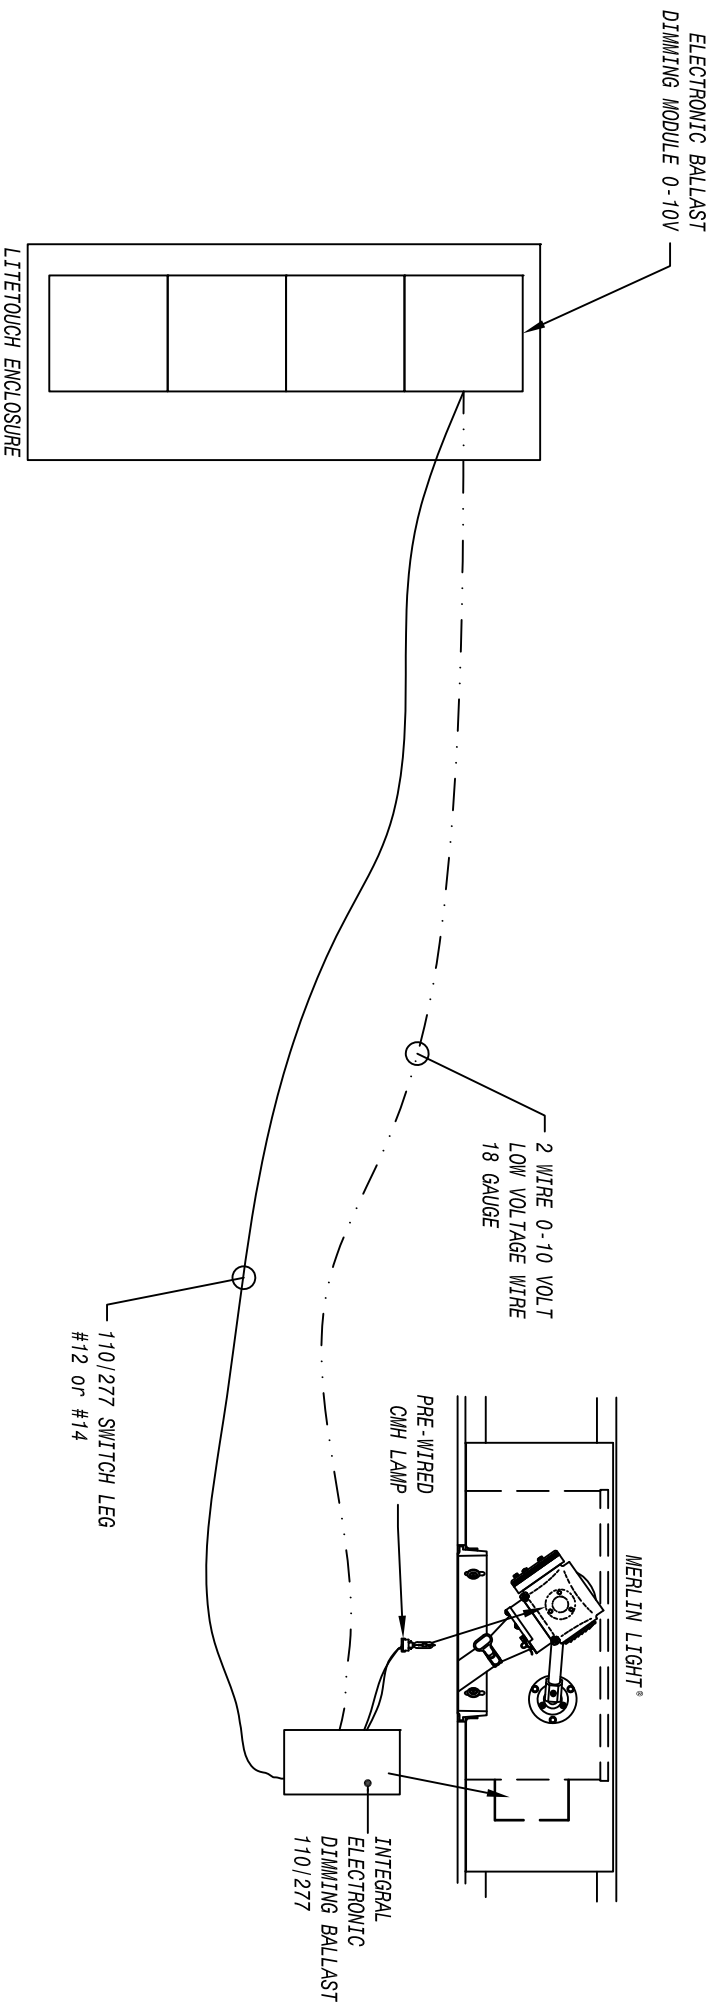 ELECTRONIC BALLAST
DIMMING MODULE 0-10V
LITETOUCH ENCLOSURE
2 WIRE 0-10 VOLT
LOW VOLTAGE WIRE
18 GAUGE
110/277 SWITCH LEG
#12 or #14
PRE-WIRED
CMH LAMP
MERLIN LIGHT®
INTEGRAL
ELECTRONIC
DIMMING BALLAST
110/277